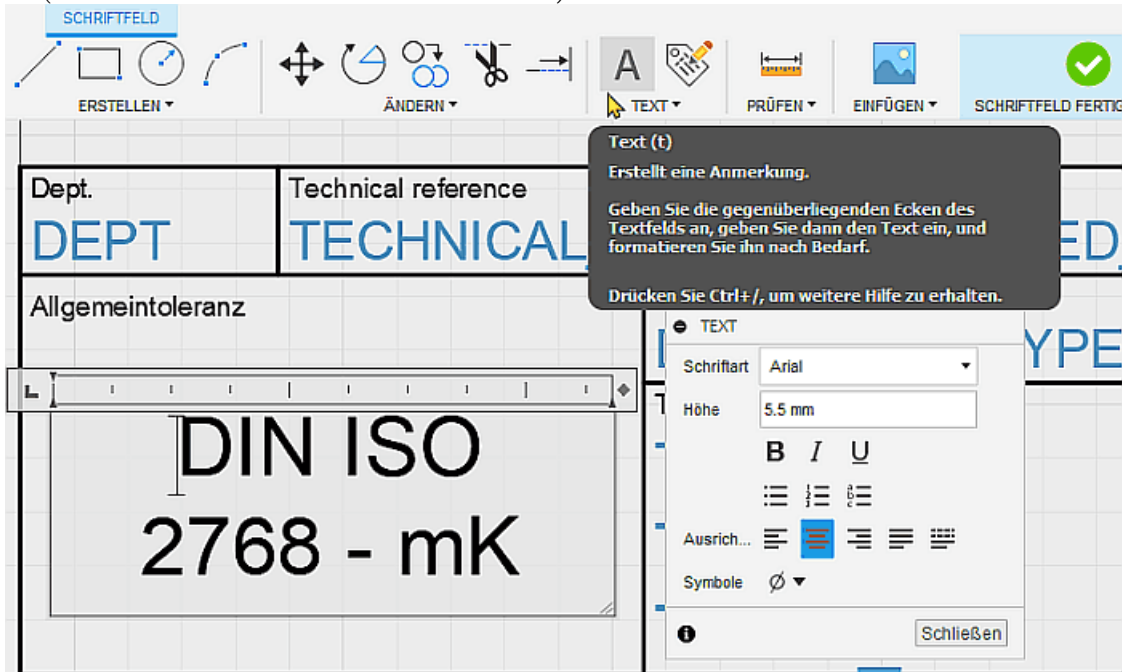 SCHRIFTFELD
ERSTELLEN
ÄNDERN
A
TEXT
PRÜFEN
EINFÜGEN
SCHRIFTFELD FERTIG
Text (t)
Erstellt eine Anmerkung.
Geben Sie die gegenüberliegenden Ecken des
Textfelds an, geben Sie dann den Text ein, und
formatieren Sie ihn nach Bedarf.
Drücken Sie Ctrl+/, um weitere Hilfe zu erhalten.
Dept.
DEPT
Technical reference
TECHNICAL
ED
Allgemeintoleranz
YPE
DIN ISO
2768 - mK
TEXT
Schriftart Arial
Höhe 5.5 mm
B I U
Ausrich...
Symbole Ø
Schließen